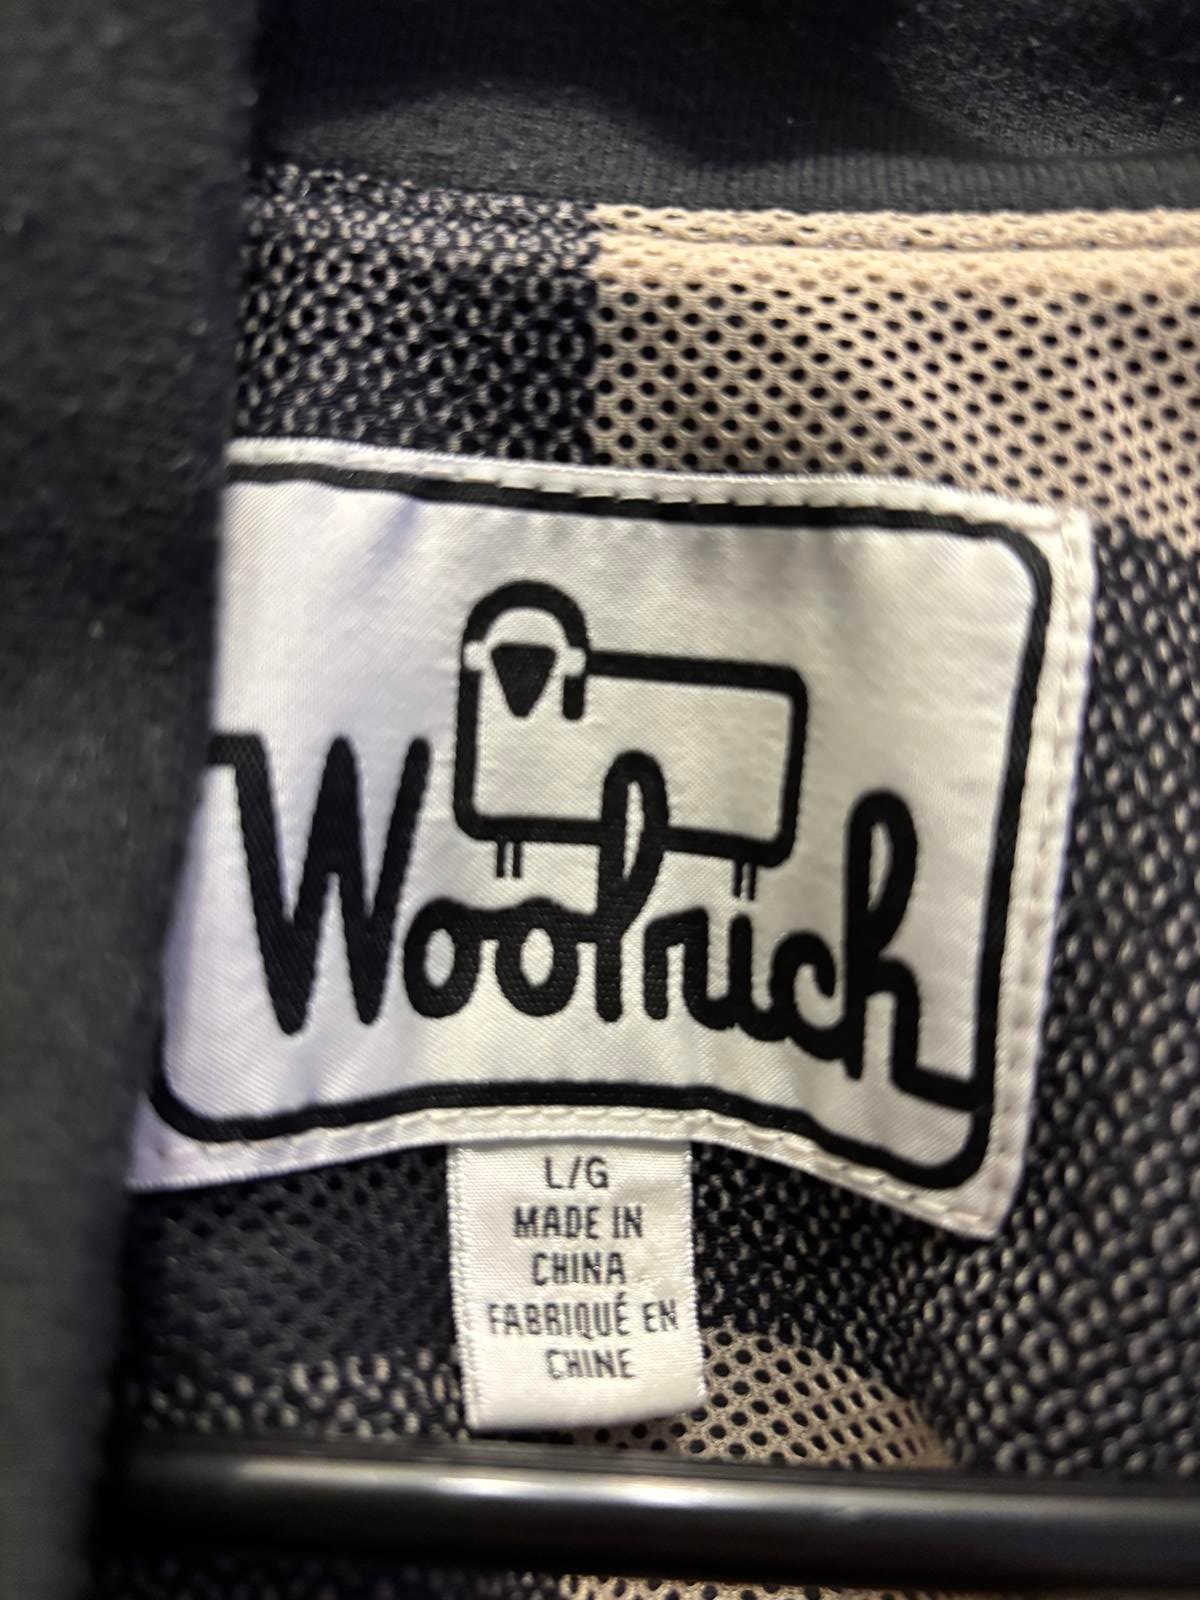 Woolrich
L/G
MADE IN
CHINA
FABRIQUÉ EN
CHINE